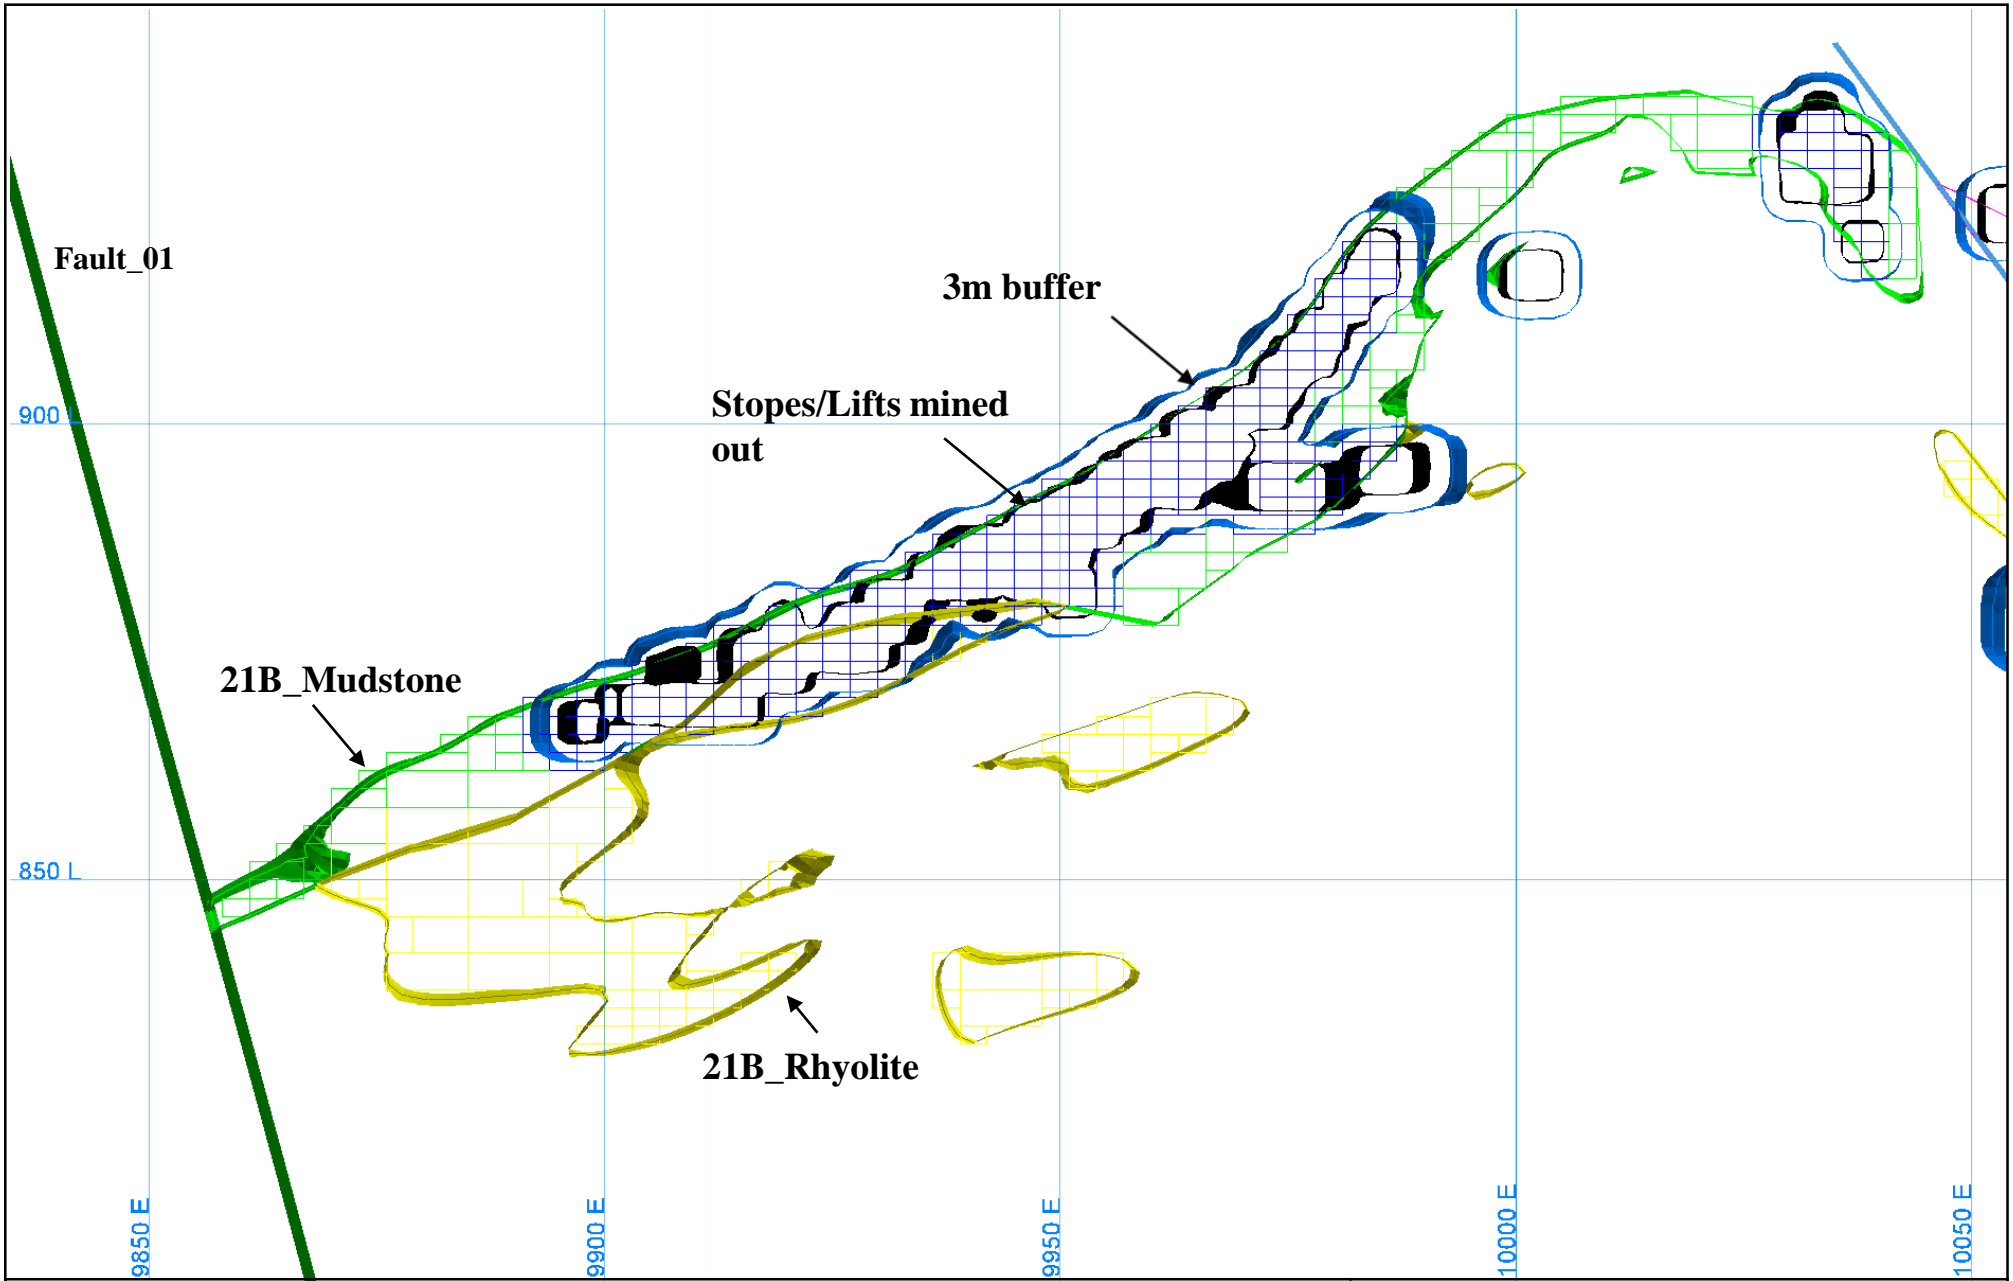 Fault_01
3m buffer
Stopes/Lifts mined
out
900 L
21B_Mudstone
850 L
21B_Rhyolite
9850 E
9900 E
9950 E
10000 E
10050 E